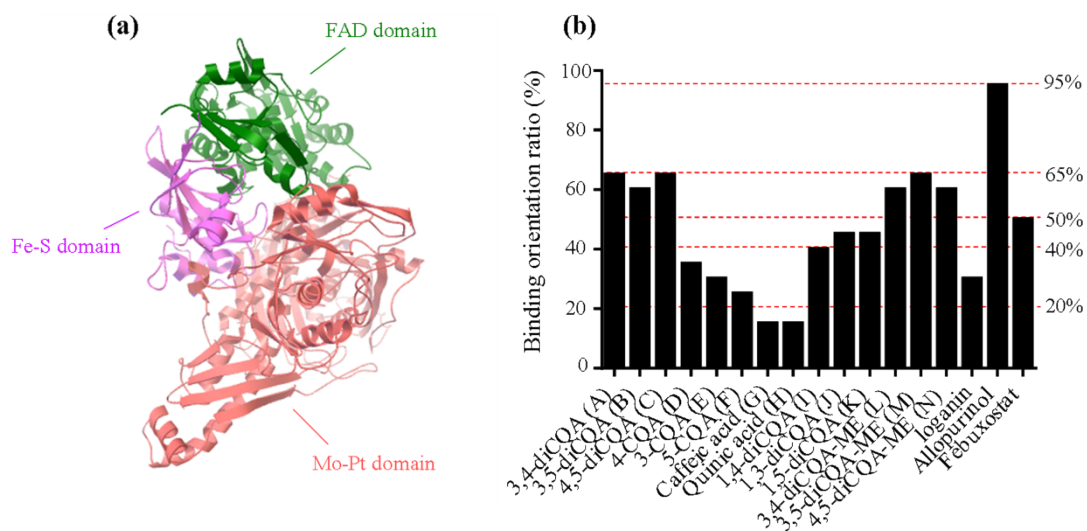 (a)
FAD domain
Fe-S domain
Mo-Pt domain
(b)
Binding orientation ratio (%)
100
80
60
40
20
0
95%
65%
50%
40%
20%
3,4-diCQA (A)
3,5-diCQA (B)
4,5-diCQA (C)
4-CQA (D)
3-CQA (E)
5-CQA (F)
Caffeic acid (G)
Quinic acid (H)
1,4-diCQA (I)
1,3-diCQA (J)
1,5-diCQA (K)
3,4-diCQA-ME (L)
3,5-diCQA-ME (M)
4,5-diCQA-ME (N)
loganin
Allopurinol
Febuxostat